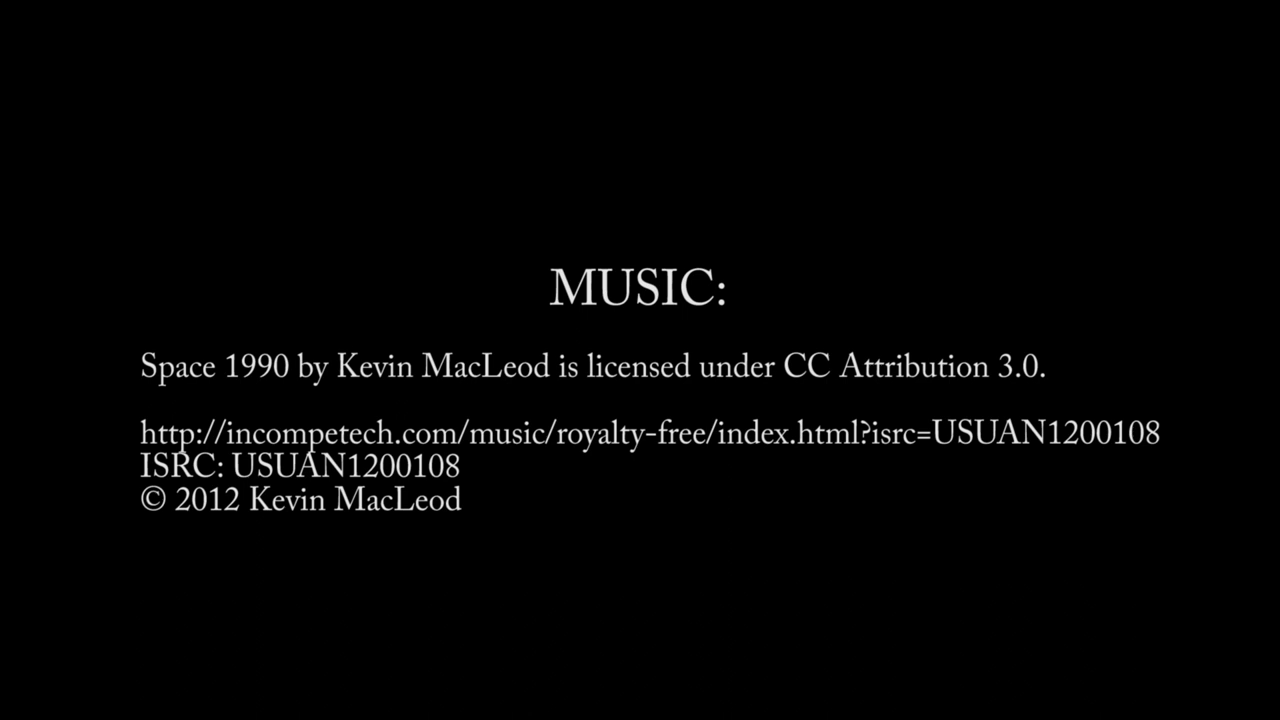 MUSIC:
Space 1990 by Kevin MacLeod is licensed under CC Attribution 3.0.
http://incompetech.com/music/royalty-free/index.html?isrc=USUAN1200108
ISRC: USUAN1200108
© 2012 Kevin MacLeod